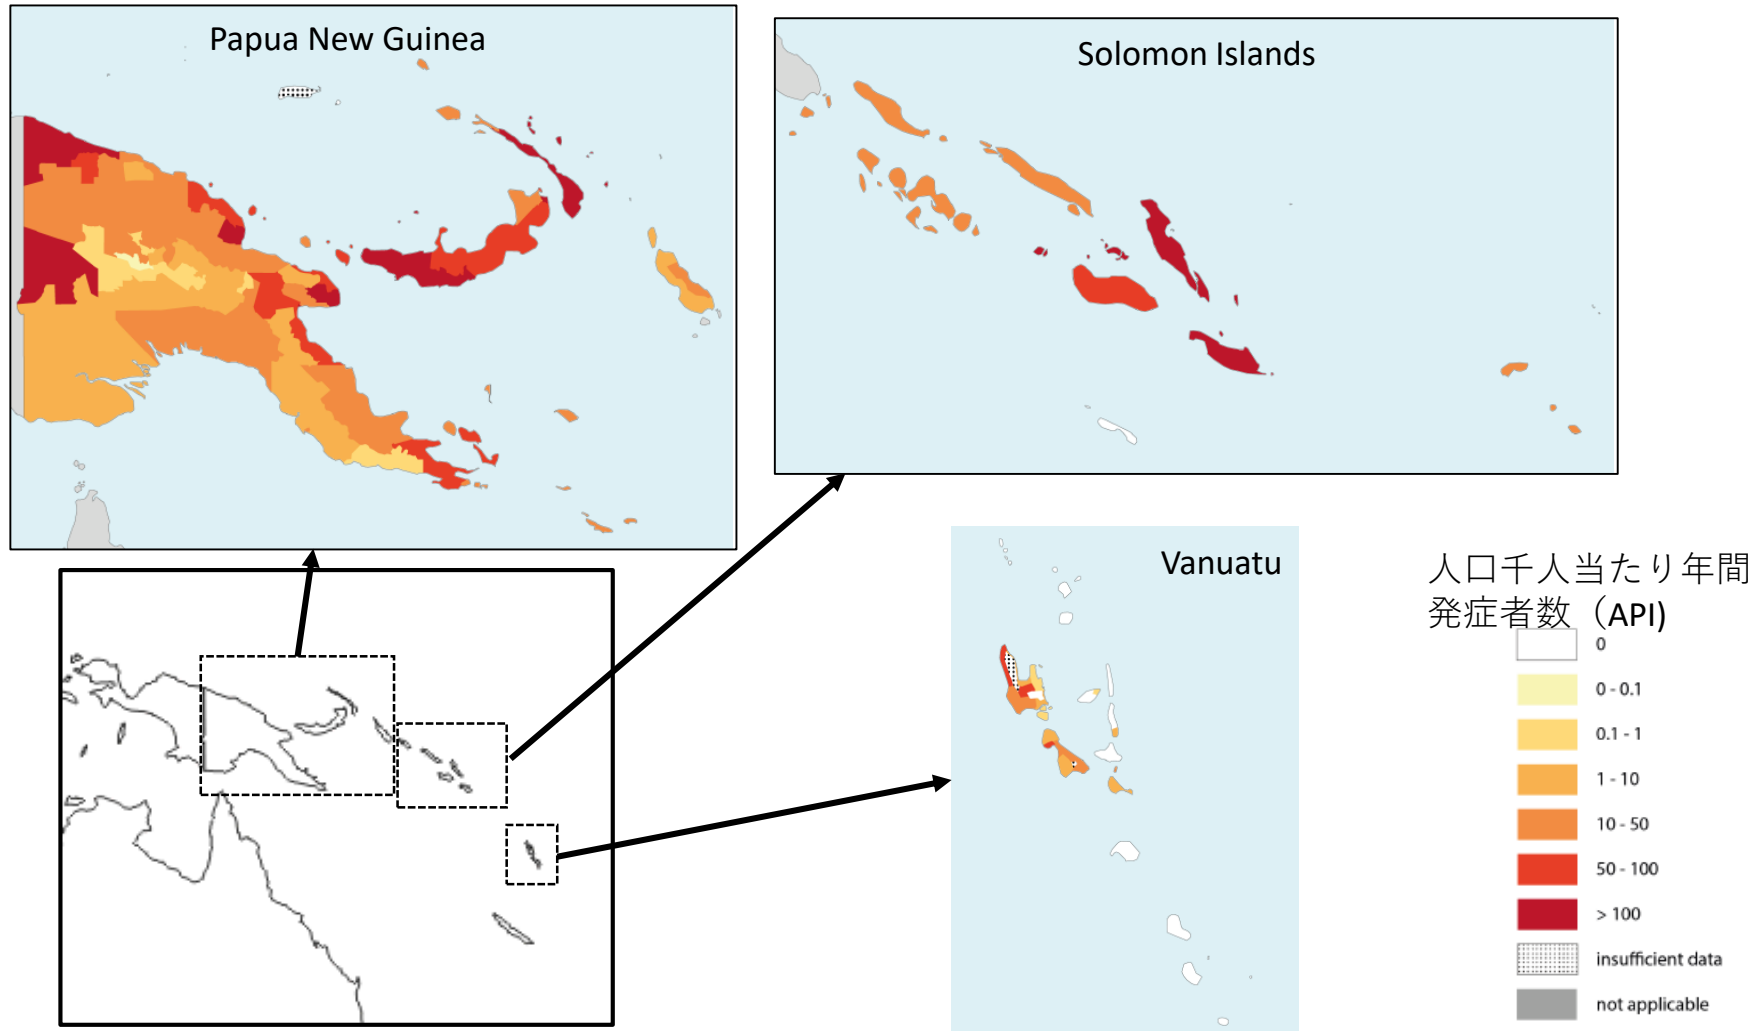 Papua New Guinea
Solomon Islands
Vanuatu
人口千人当たり年間
発症者数（API)
0
0 - 0.1
0.1 - 1
1 - 10
10 - 50
50 - 100
> 100
insufficient data
not applicable